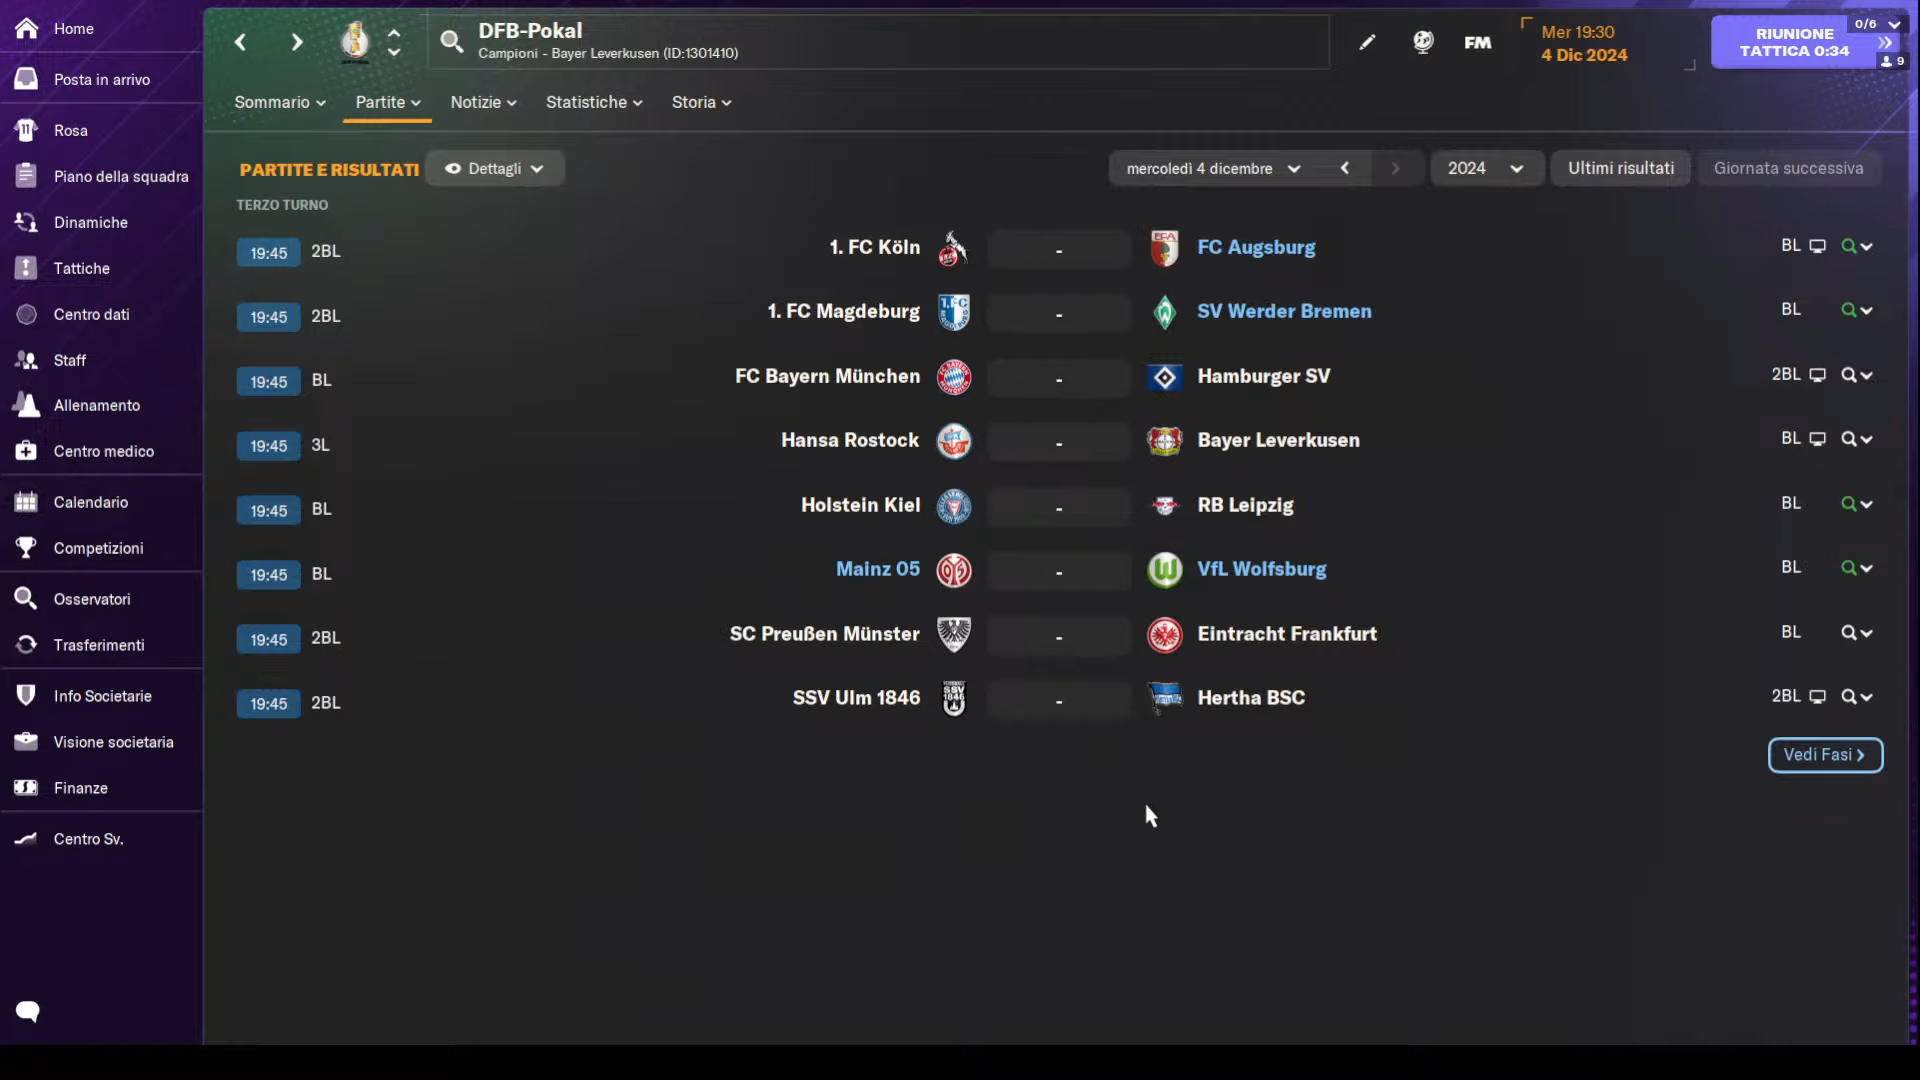 Home
Posta in arrivo
Rosa
Piano della squadra
Dinamiche
Tattiche
Centro dati
Staff
Allenamento
Centro medico
Calendario
Competizioni
Osservatori
Trasferimenti
Info Societarie
Visione societaria
Finanze
Centro Sv.
DFB-Pokal
Campioni - Bayer Leverkusen (ID:1301410)
FM
Mer 19:30
4 Dic 2024
RIUNIONE
TATTICA 0:34
0/6
9
Sommario Partite Notizie Statistiche Storia
PARTITE E RISULTATI Dettagli mercoledì 4 dicembre 2024 Ultimi risultati Giornata successiva
TERZO TURNO
19:45 2BL 1. FC Köln - FC Augsburg BL
19:45 2BL 1. FC Magdeburg - SV Werder Bremen BL
19:45 BL FC Bayern München - Hamburger SV 2BL
19:45 3L Hansa Rostock - Bayer Leverkusen BL
19:45 BL Holstein Kiel - RB Leipzig BL
19:45 BL Mainz 05 - VfL Wolfsburg BL
19:45 2BL SC Preußen Münster - Eintracht Frankfurt BL
19:45 2BL SSV Ulm 1846 - Hertha BSC 2BL
Vedi Fasi